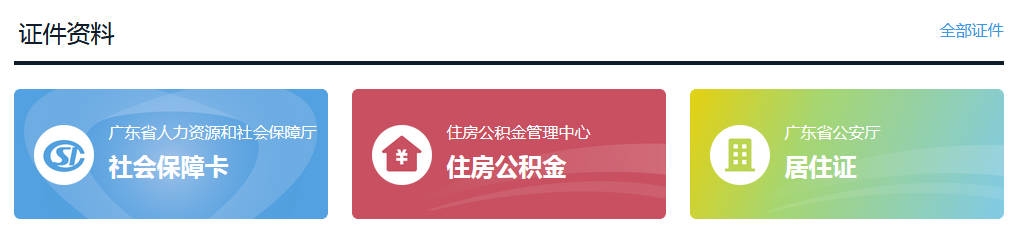 证件资料
全部证件
广东省人力资源和社会保障厅
社会保障卡
住房公积金管理中心
住房公积金
广东省公安厅
居住证